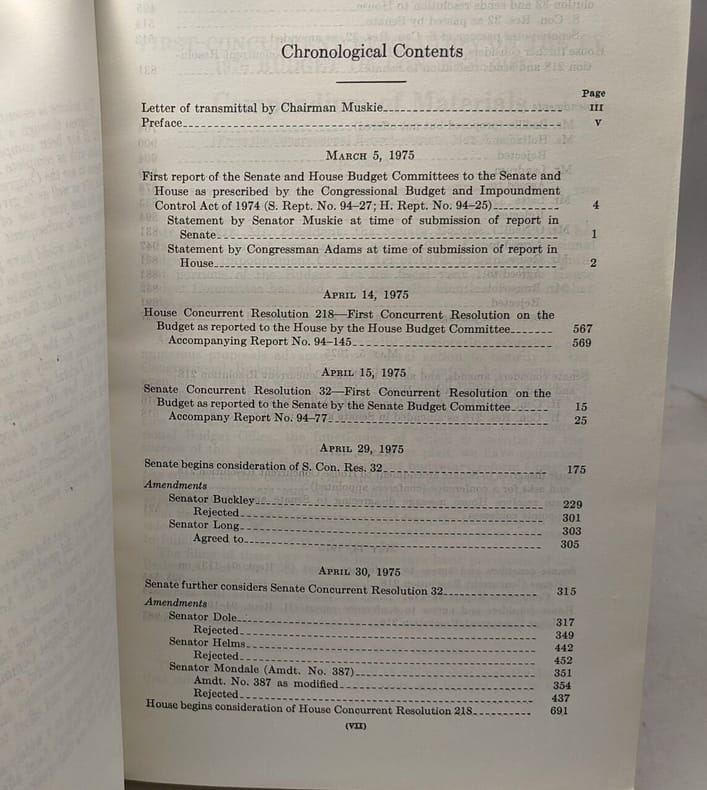 Chronological Contents
Page
Letter of transmittal by Chairman Muskie III
Preface V
MARCH 5, 1975
First report of the Senate and House Budget Committees to the Senate and
House as prescribed by the Congressional Budget and Impoundment
Control Act of 1974 (S. Rept. No. 94-27; H. Rept. No. 94-25) 4
Statement by Senator Muskie at time of submission of report in
Senate 1
Statement by Congressman Adams at time of submission of report in
House 2
APRIL 14, 1975
House Concurrent Resolution 218—First Concurrent Resolution on the
Budget as reported to the House by the House Budget Committee 567
Accompanying Report No. 94-145 569
APRIL 15, 1975
Senate Concurrent Resolution 32—First Concurrent Resolution on the
Budget as reported to the Senate by the Senate Budget Committee 15
Accompany Report No. 94-77 25
APRIL 29, 1975
Senate begins consideration of S. Con. Res. 32 175
Amendments
Senator Buckley 229
Rejected 301
Senator Long 303
Agreed to 305
APRIL 30, 1975
Senate further considers Senate Concurrent Resolution 32 315
Amendments
Senator Dole 317
Rejected 349
Senator Helms 442
Rejected 452
Senator Mondale (Amdt. No. 387) 351
Amdt. No. 387 as modified 354
Rejected 437
House begins consideration of House Concurrent Resolution 218 691
(VII)